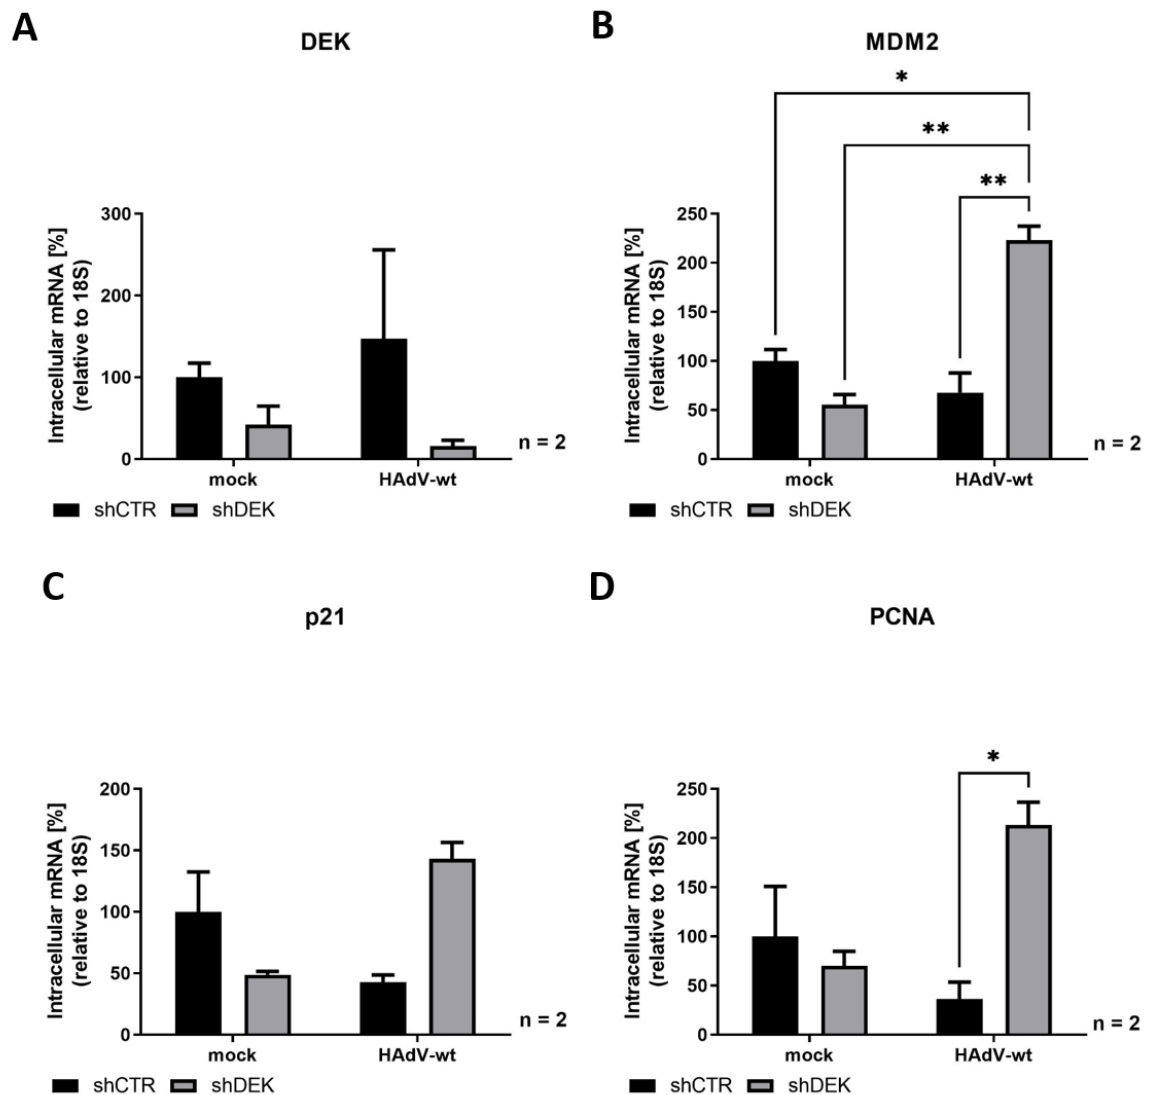 A
DEK
Intracellular mRNA [%]
(relative to 18S)
300
200
100
0
mock
HAdV-wt
n = 2
shCTR
shDEK
B
MDM2
*
**
**
Intracellular mRNA [%]
(relative to 18S)
250
200
150
100
50
0
mock
HAdV-wt
n = 2
shCTR
shDEK
C
p21
Intracellular mRNA [%]
(relative to 18S)
200
150
100
50
0
mock
HAdV-wt
n = 2
shCTR
shDEK
D
PCNA
*
Intracellular mRNA [%]
(relative to 18S)
250
200
150
100
50
0
mock
HAdV-wt
n = 2
shCTR
shDEK